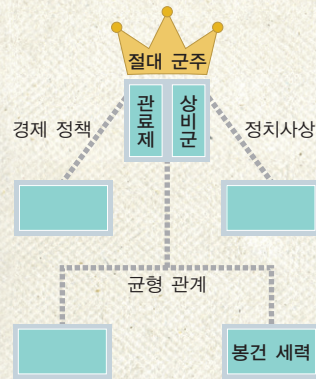 절대 군주
관료제
상비군
경제 정책
정치사상
균형 관계
봉건 세력